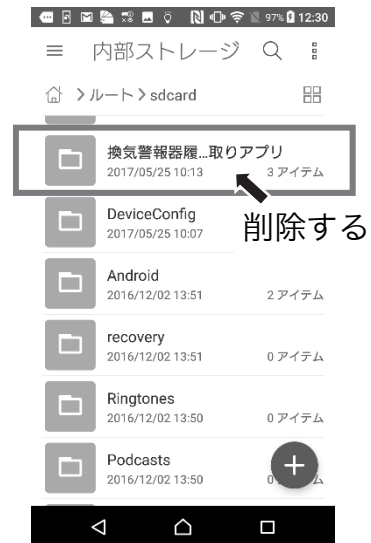 97% 12:30
内部ストレージ
ルート > sdcard
換気警報器履...取りアプリ
2017/05/25 10:13 3 アイテム
DeviceConfig
2017/05/25 10:07
削除する
Android
2016/12/02 13:51 2 アイテム
recovery
2016/12/02 13:51 0 アイテム
Ringtones
2016/12/02 13:50 0 アイテム
Podcasts
2016/12/02 13:50